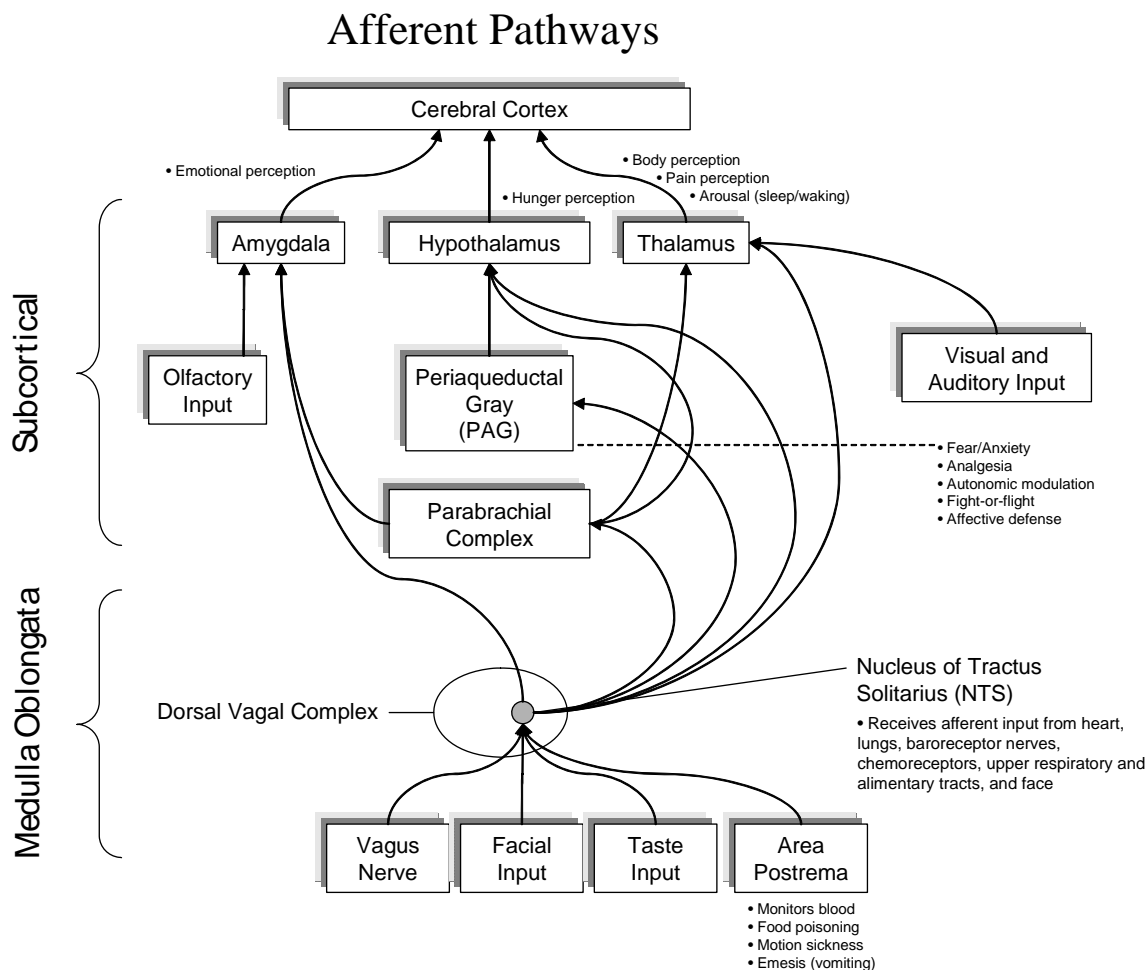 Afferent Pathways
Cerebral Cortex
• Emotional perception
• Hunger perception
• Body perception
• Pain perception
• Arousal (sleep/waking)
Subcortical
Amygdala
Hypothalamus
Thalamus
Olfactory
Input
Periaqueductal
Gray
(PAG)
Visual and
Auditory Input
• Fear/Anxiety
• Analgesia
• Autonomic modulation
• Fight-or-flight
• Affective defense
Parabrachial
Complex
Medulla Oblongata
Dorsal Vagal Complex
Nucleus of Tractus
Solitarius (NTS)
• Receives afferent input from heart,
lungs, baroreceptor nerves,
chemoreceptors, upper respiratory and
alimentary tracts, and face
Vagus
Nerve
Facial
Input
Taste
Input
Area
Postrema
• Monitors blood
• Food poisoning
• Motion sickness
• Emesis (vomiting)